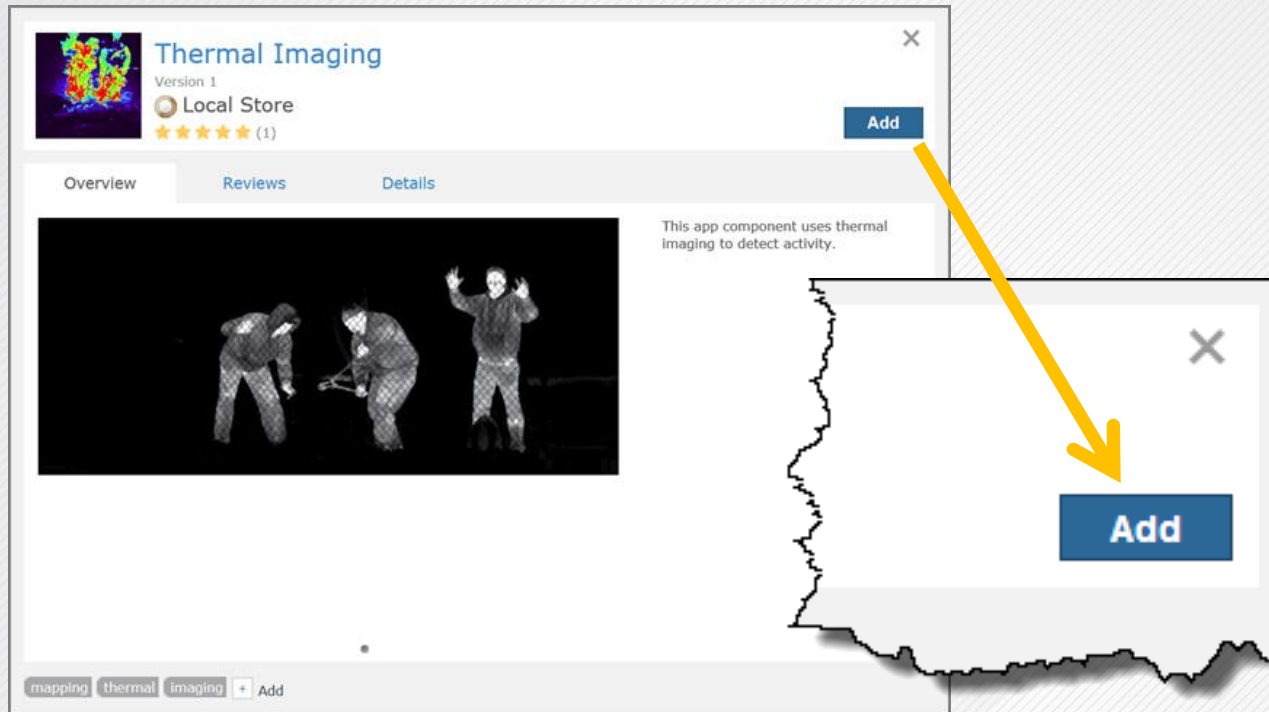 Thermal Imaging
Version 1
Local Store
(1)
Add
Overview
Reviews
Details
This app component uses thermal
imaging to detect activity.
Add
mapping thermal imaging + Add